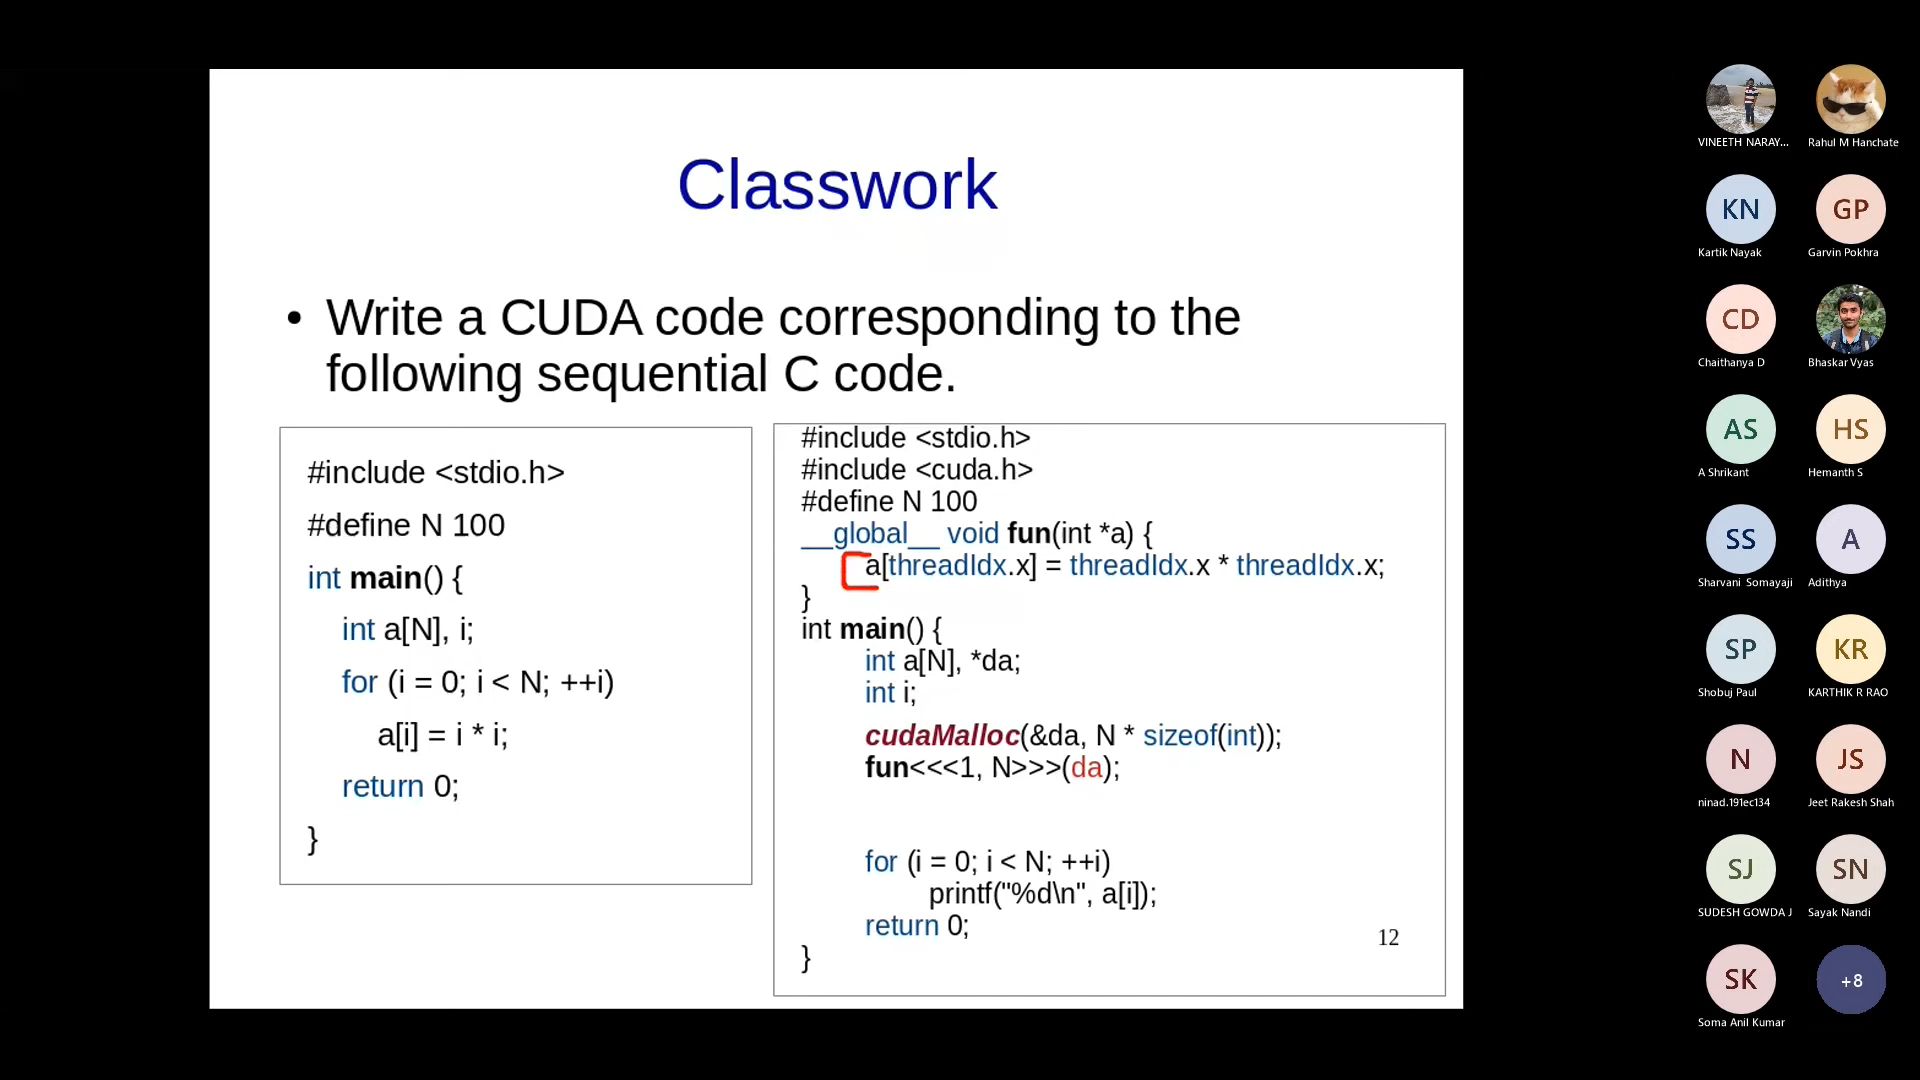 Classwork
• Write a CUDA code corresponding to the
following sequential C code.
#include <stdio.h>
#define N 100
int main() {
int a[N], i;
for (i = 0; i < N; ++i)
a[i] = i * i;
return 0;
}
#include <stdio.h>
#include <cuda.h>
#define N 100
__global__ void fun(int *a) {
a[threadIdx.x] = threadIdx.x * threadIdx.x;
}
int main() {
int a[N], *da;
int i;
cudaMalloc(&da, N * sizeof(int));
fun<<<1, N>>>(da);
for (i = 0; i < N; ++i)
printf("%d\n", a[i]);
return 0;
}
12
VINEETH NARAY...
Rahul M Hanchate
KN
Kartik Nayak
GP
Garvin Pokhra
CD
Chaithanya D
Bhaskar Vyas
AS
A Shrikant
HS
Hemanth S
SS
Sharvani Somayaji
A
Adithya
SP
Shobuj Paul
KR
KARTHIK R RAO
N
ninad.191ec134
JS
Jeet Rakesh Shah
SJ
SUDESH GOWDA J
SN
Sayak Nandi
SK
Soma Anil Kumar
+8